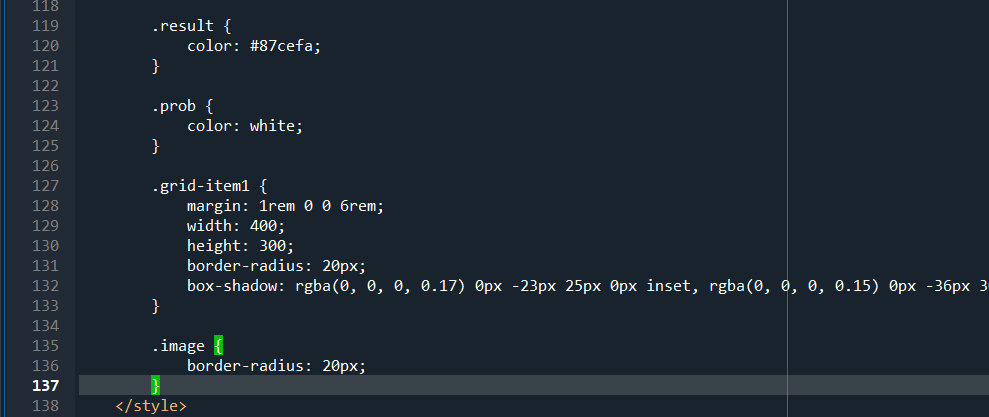 118
119 .result {
120 color: #87cefa;
121 }
122
123 .prob {
124 color: white;
125 }
126
127 .grid-item1 {
128 margin: 1rem 0 0 6rem;
129 width: 400;
130 height: 300;
131 border-radius: 20px;
132 box-shadow: rgba(0, 0, 0, 0.17) 0px -23px 25px 0px inset, rgba(0, 0, 0, 0.15) 0px -36px 3
133 }
134
135 .image {
136 border-radius: 20px;
137 }
138 </style>